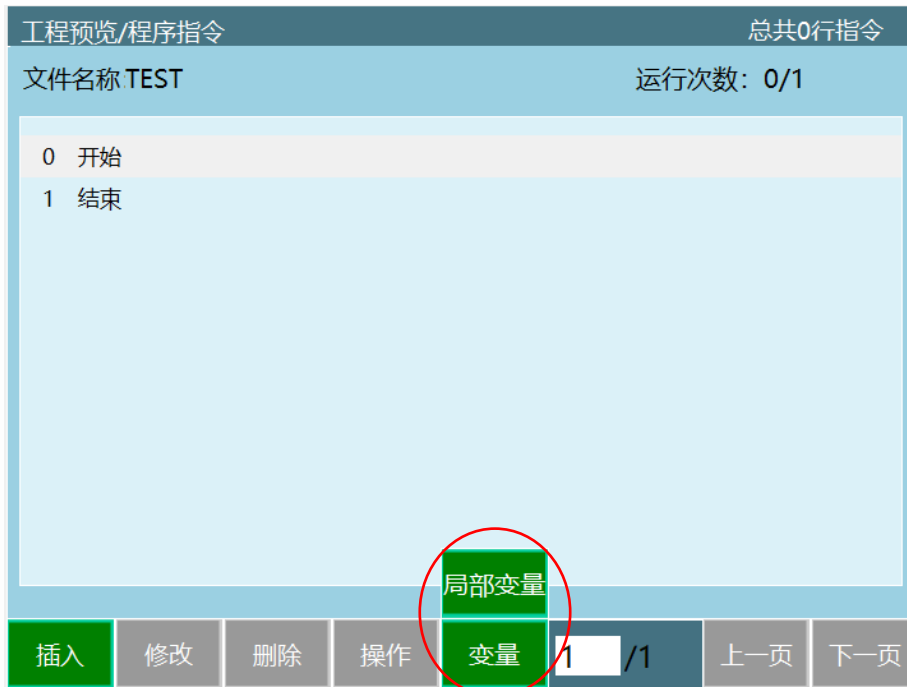 工程预览/程序指令 总共0行指令
文件名称:TEST 运行次数：0/1
0 开始
1 结束
局部变量
插入 修改 删除 操作 变量 1 /1 上一页 下一页